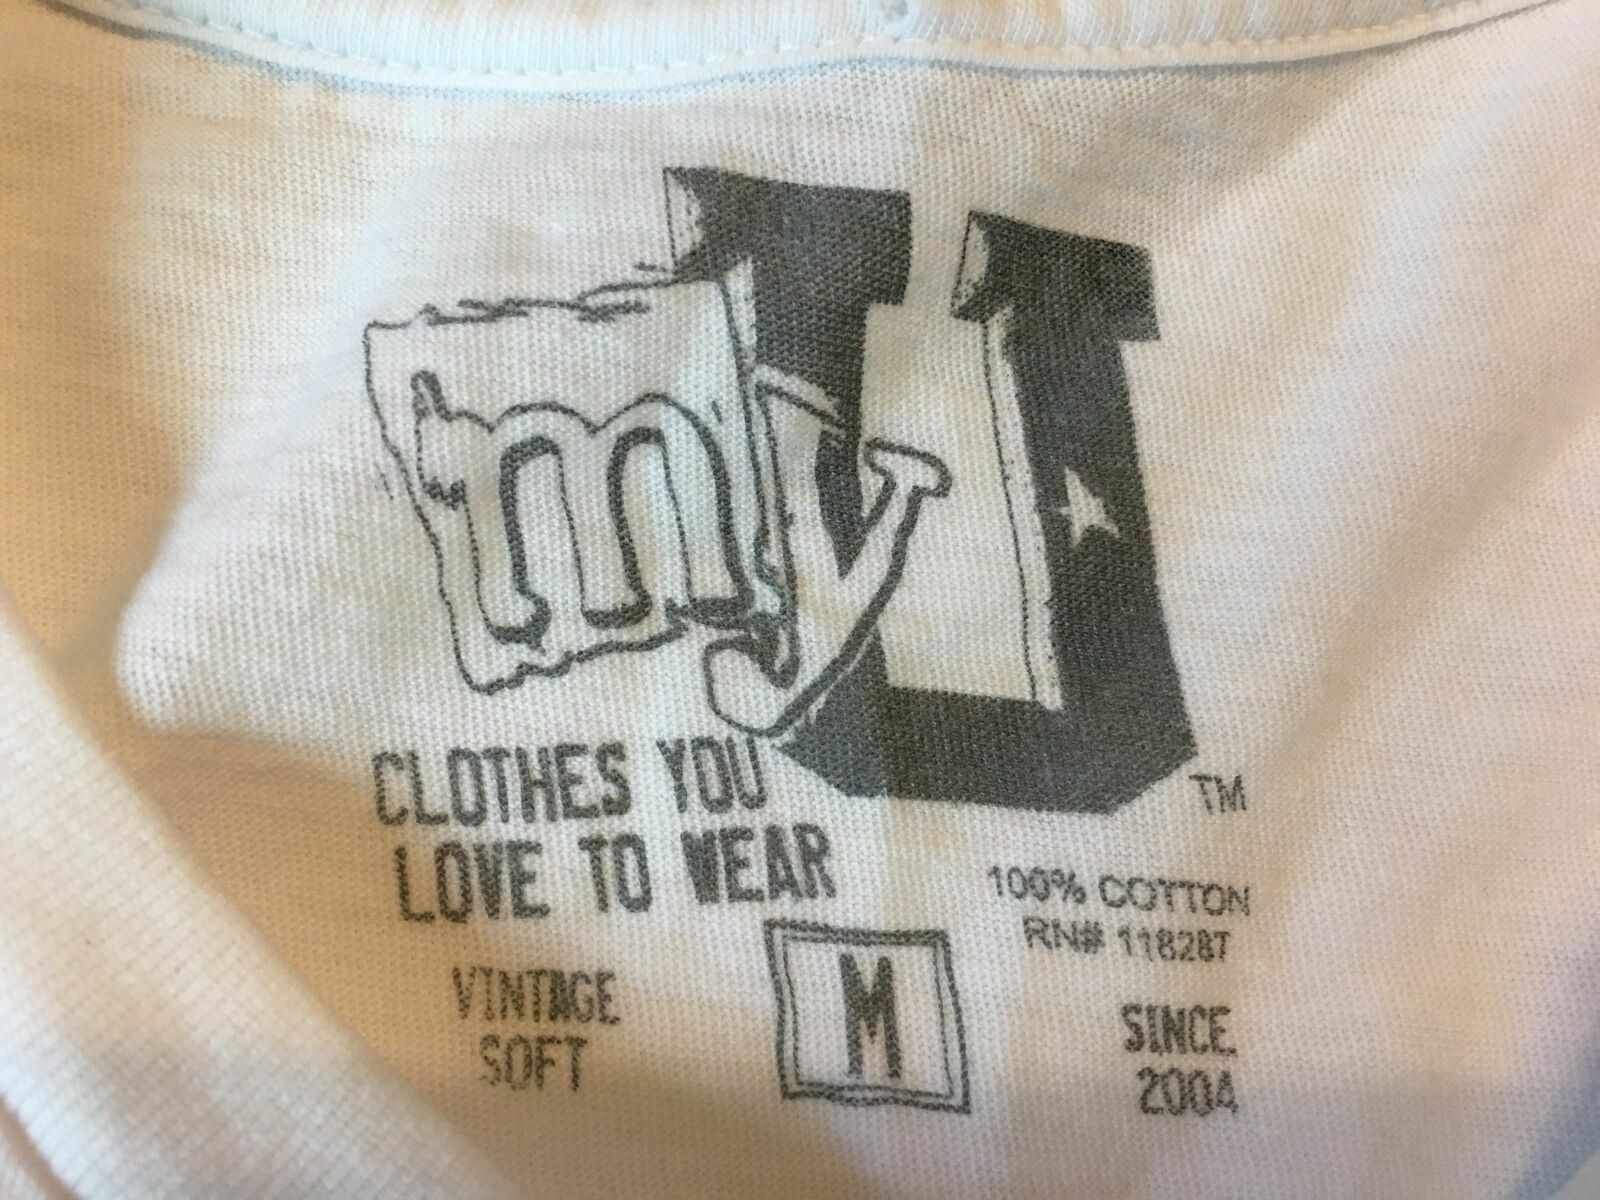 my U
CLOTHES YOU
LOVE TO WEAR
TM
100% COTTON
RN# 118287
VINTAGE
SOFT
M
SINCE
2004